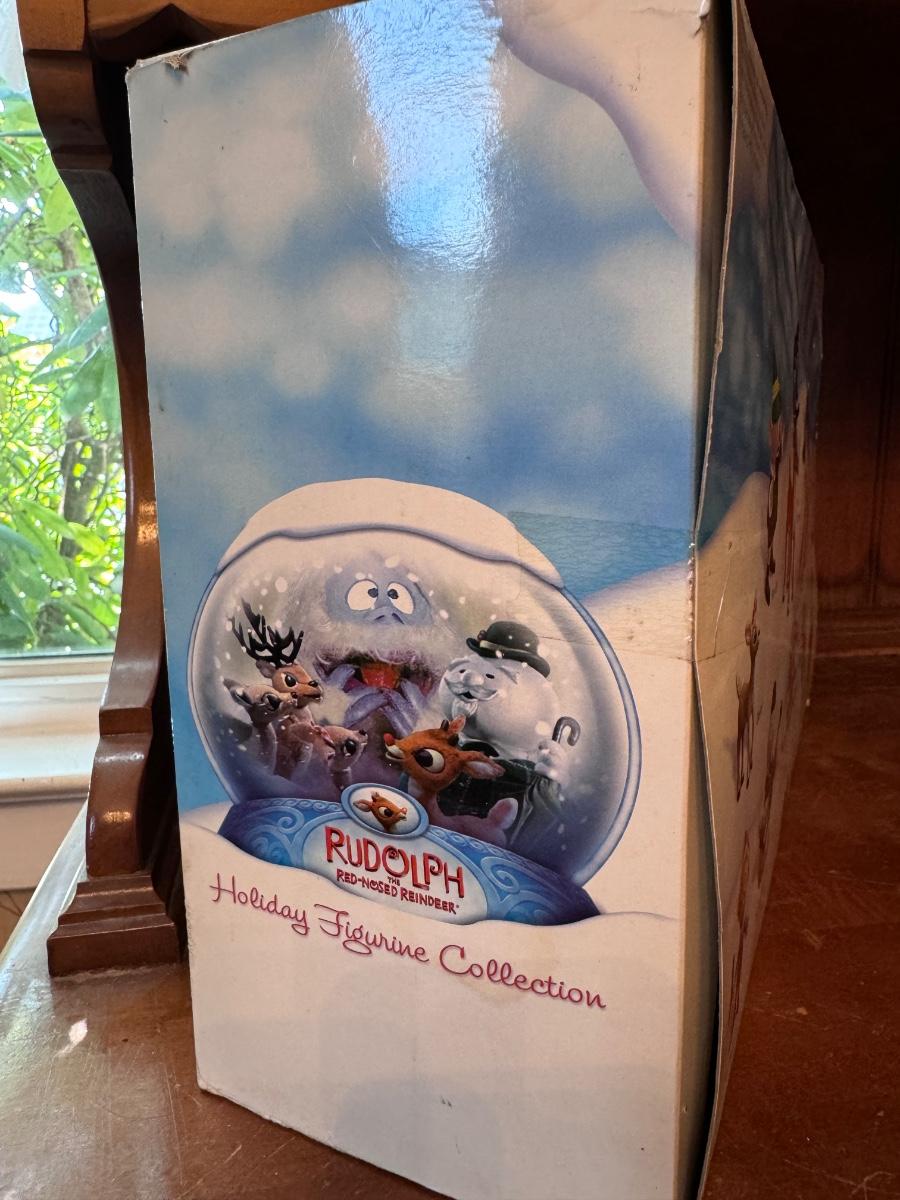 RUDOLPH
THE
RED-NOSED REINDEER®
Holiday Figurine Collection